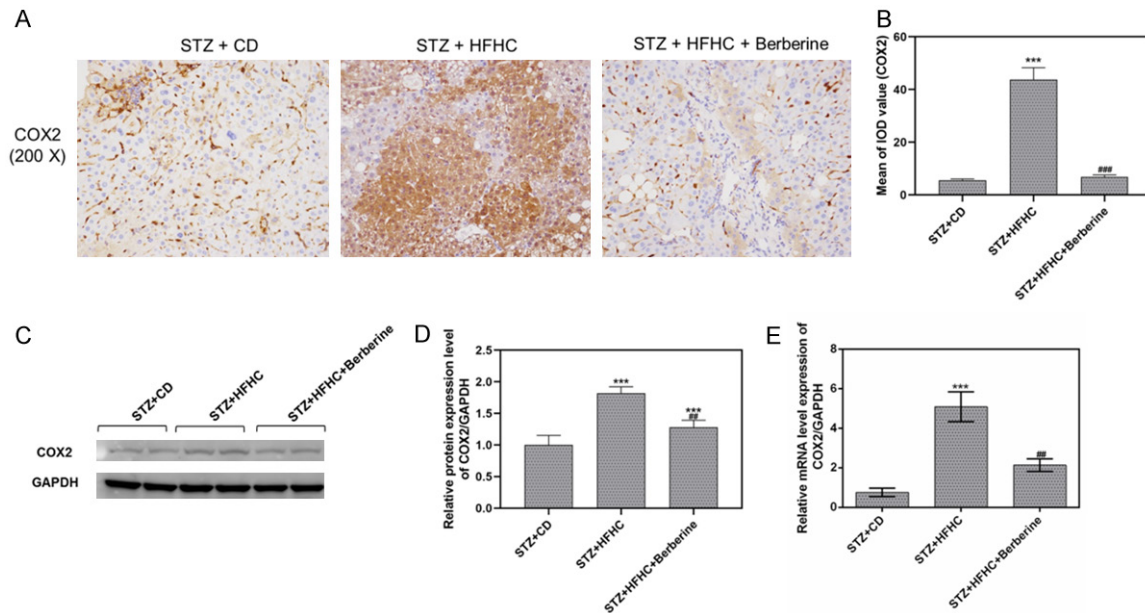 A
STZ + CD
STZ + HFHC
STZ + HFHC + Berberine
COX2
(200 X)
B
Mean of IOD value (COX2)
60
40
20
0
***
###
STZ+CD
STZ+HFHC
STZ+HFHC+Berberine
C
STZ+CD
STZ+HFHC
STZ+HFHC+Berberine
COX2
GAPDH
D
Relative protein expression level
of COX2/GAPDH
2.5
2.0
1.5
1.0
0.5
0.0
***
***
##
STZ+CD
STZ+HFHC
STZ+HFHC+Berberine
E
Relative mRNA level expression of
COX2/GAPDH
8
6
4
2
0
***
##
STZ+CD
STZ+HFHC
STZ+HFHC+Berberine